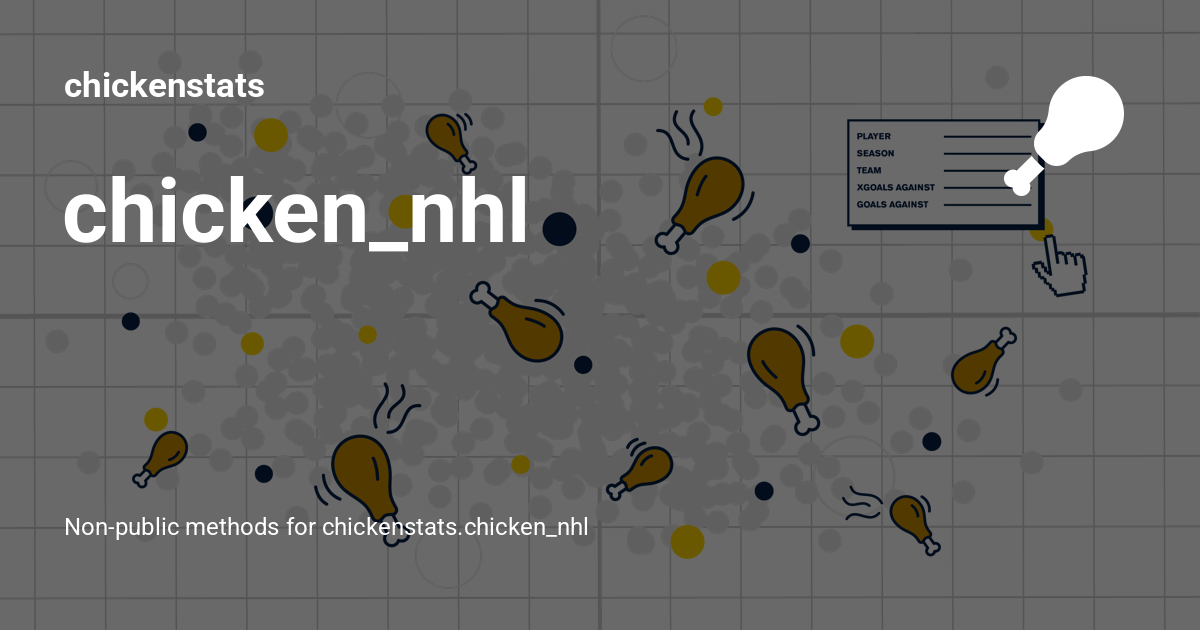 chickenstats
chicken_nhl
PLAYER
SEASON
TEAM
XGOALS AGAINST
GOALS AGAINST
Non-public methods for chickenstats.chicken_nhl